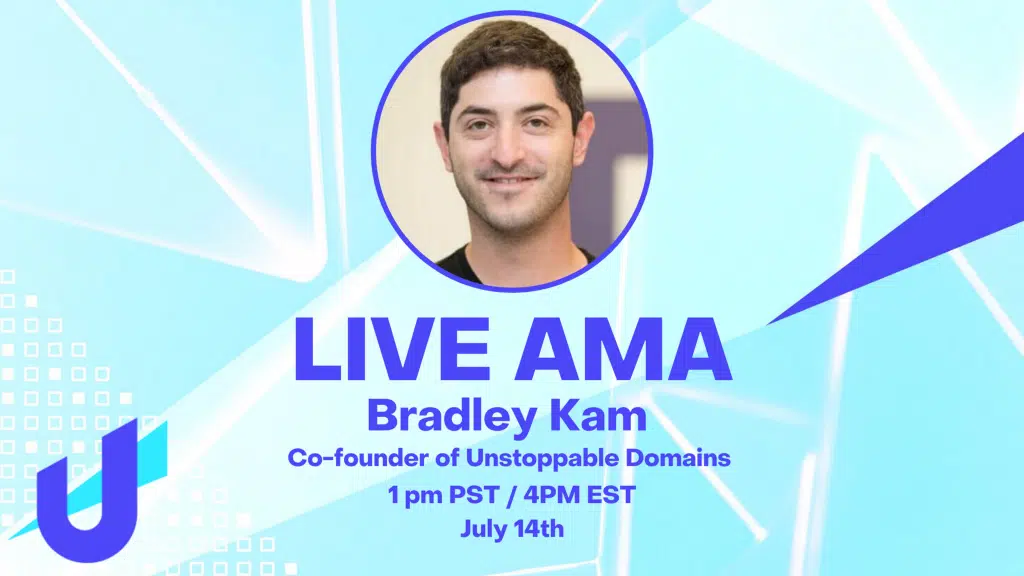 LIVE AMA
Bradley Kam
Co-founder of Unstoppable Domains
1 pm PST / 4PM EST
July 14th